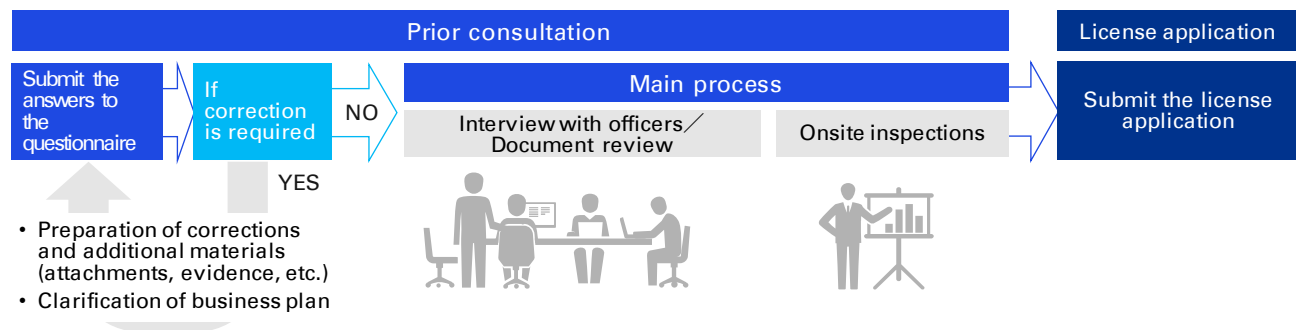 Prior consultation
License application
Submit the
answers to
the
questionnaire
If
correction
is required
NO
Main process
Interview with officers／
Document review
Onsite inspections
Submit the license
application
YES
• Preparation of corrections
and additional materials
(attachments, evidence, etc.)
• Clarification of business plan